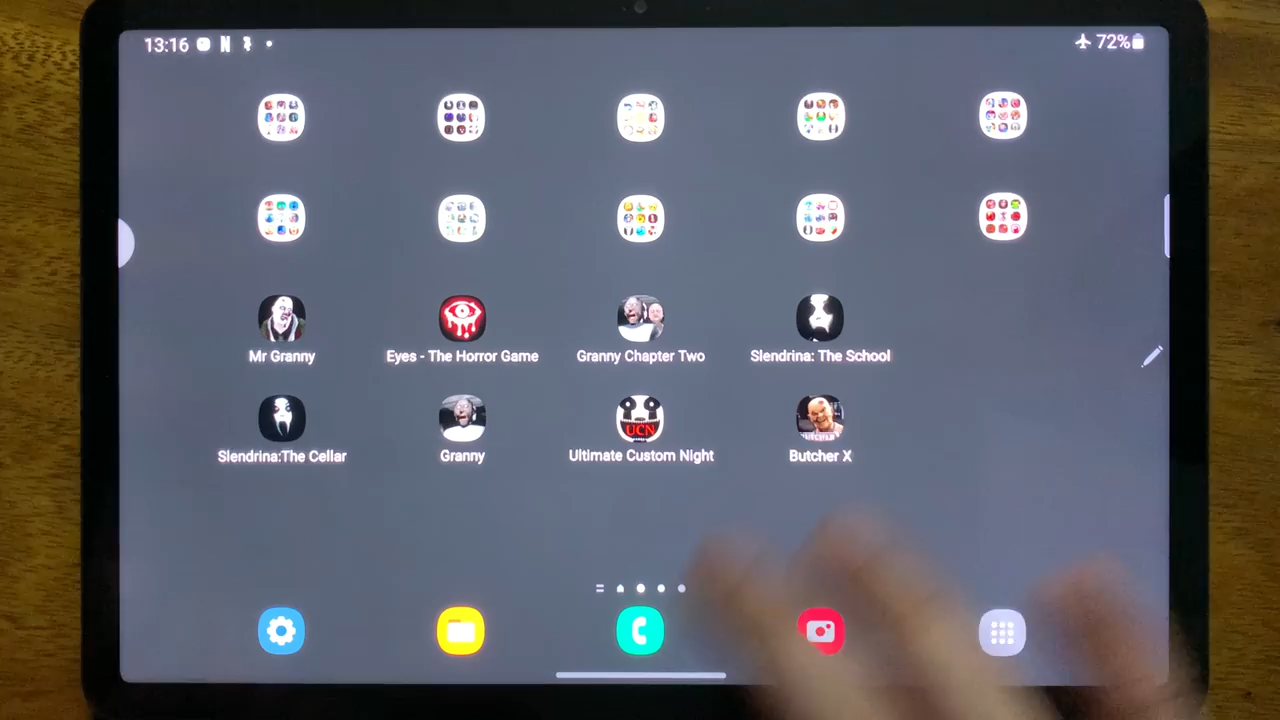 13:16
72%
Mr Granny
Eyes - The Horror Game
Granny Chapter Two
Slendrina: The School
Slendrina:The Cellar
Granny
UCN
Ultimate Custom Night
Butcher X